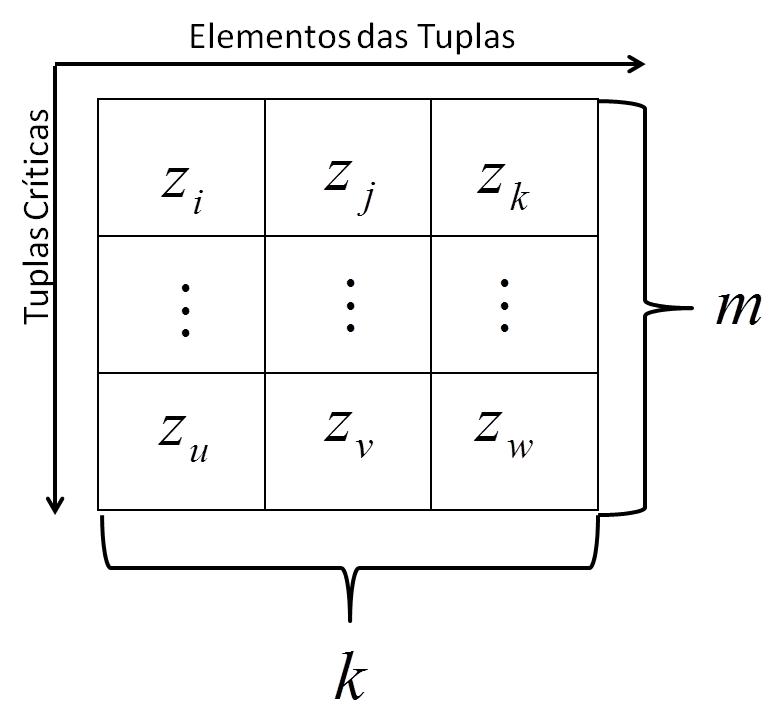 Elementos das Tuplas
Tuplas Críticas
z_i z_j z_k
⋮ ⋮ ⋮
z_u z_v z_w
m
k